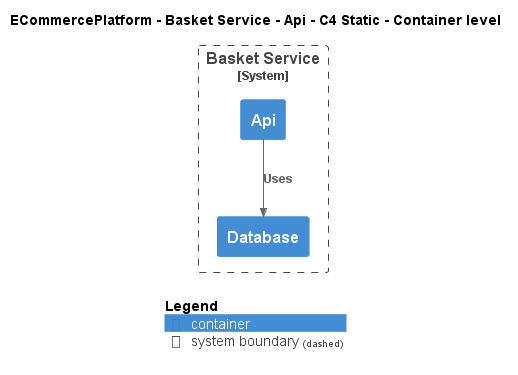 ECommercePlatform - Basket Service - Api - C4 Static - Container level
Basket Service
[System]
Api
Uses
Database
Legend
container
system boundary (dashed)